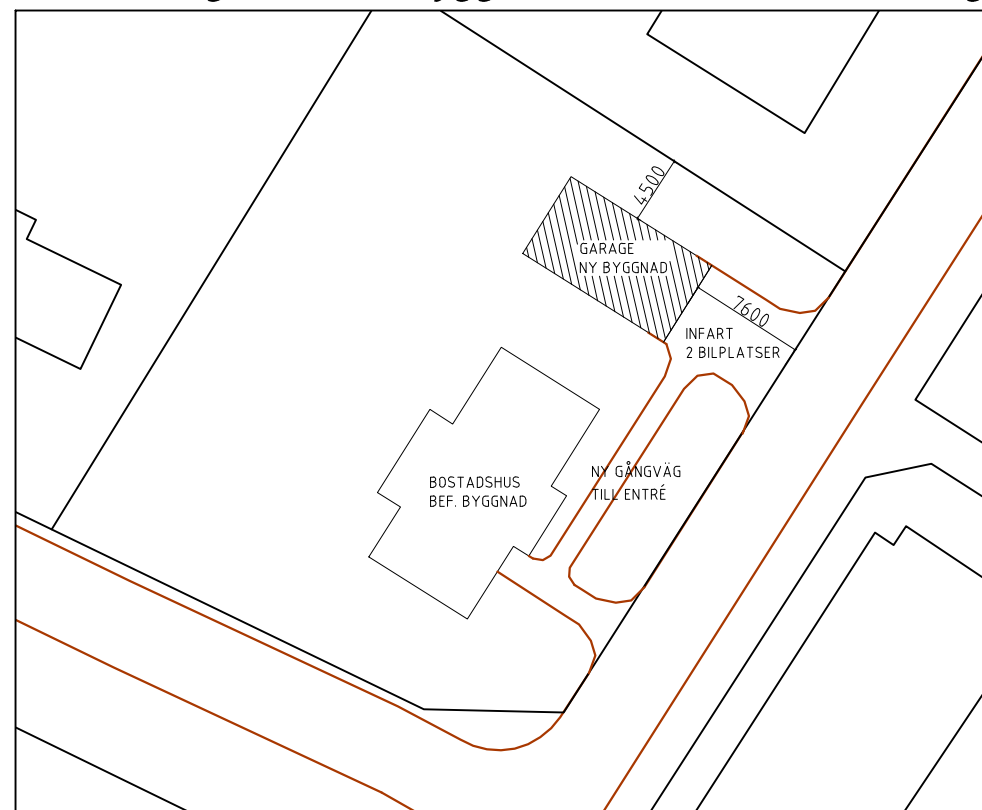 4500
GARAGE
NY BYGGNAD
7600
INFART
2 BILPLATSER
NY GÅNGVÄG
TILL ENTRÉ
BOSTADSHUS
BEF. BYGGNAD